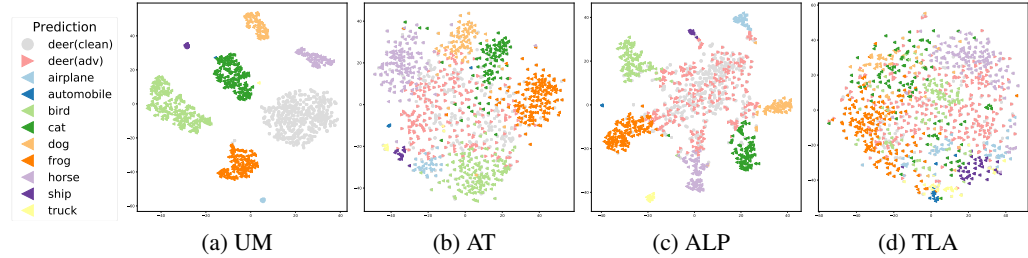 Prediction
deer(clean)
deer(adv)
airplane
automobile
bird
cat
dog
frog
horse
ship
truck
(a) UM
(b) AT
(c) ALP
(d) TLA